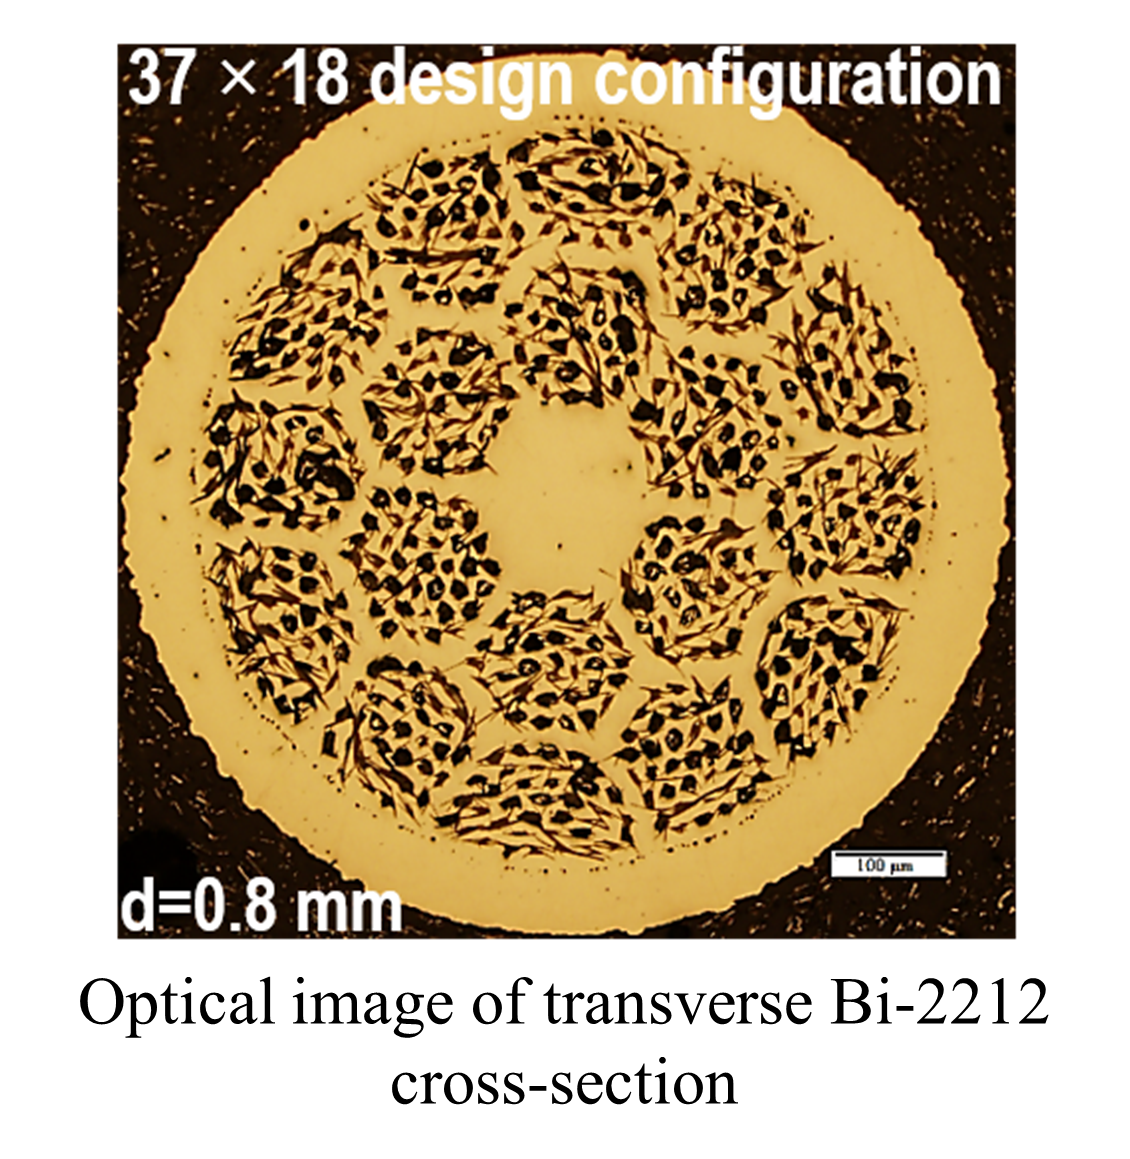 37 × 18 design configuration
100 µm
d=0.8 mm
Optical image of transverse Bi-2212
cross-section